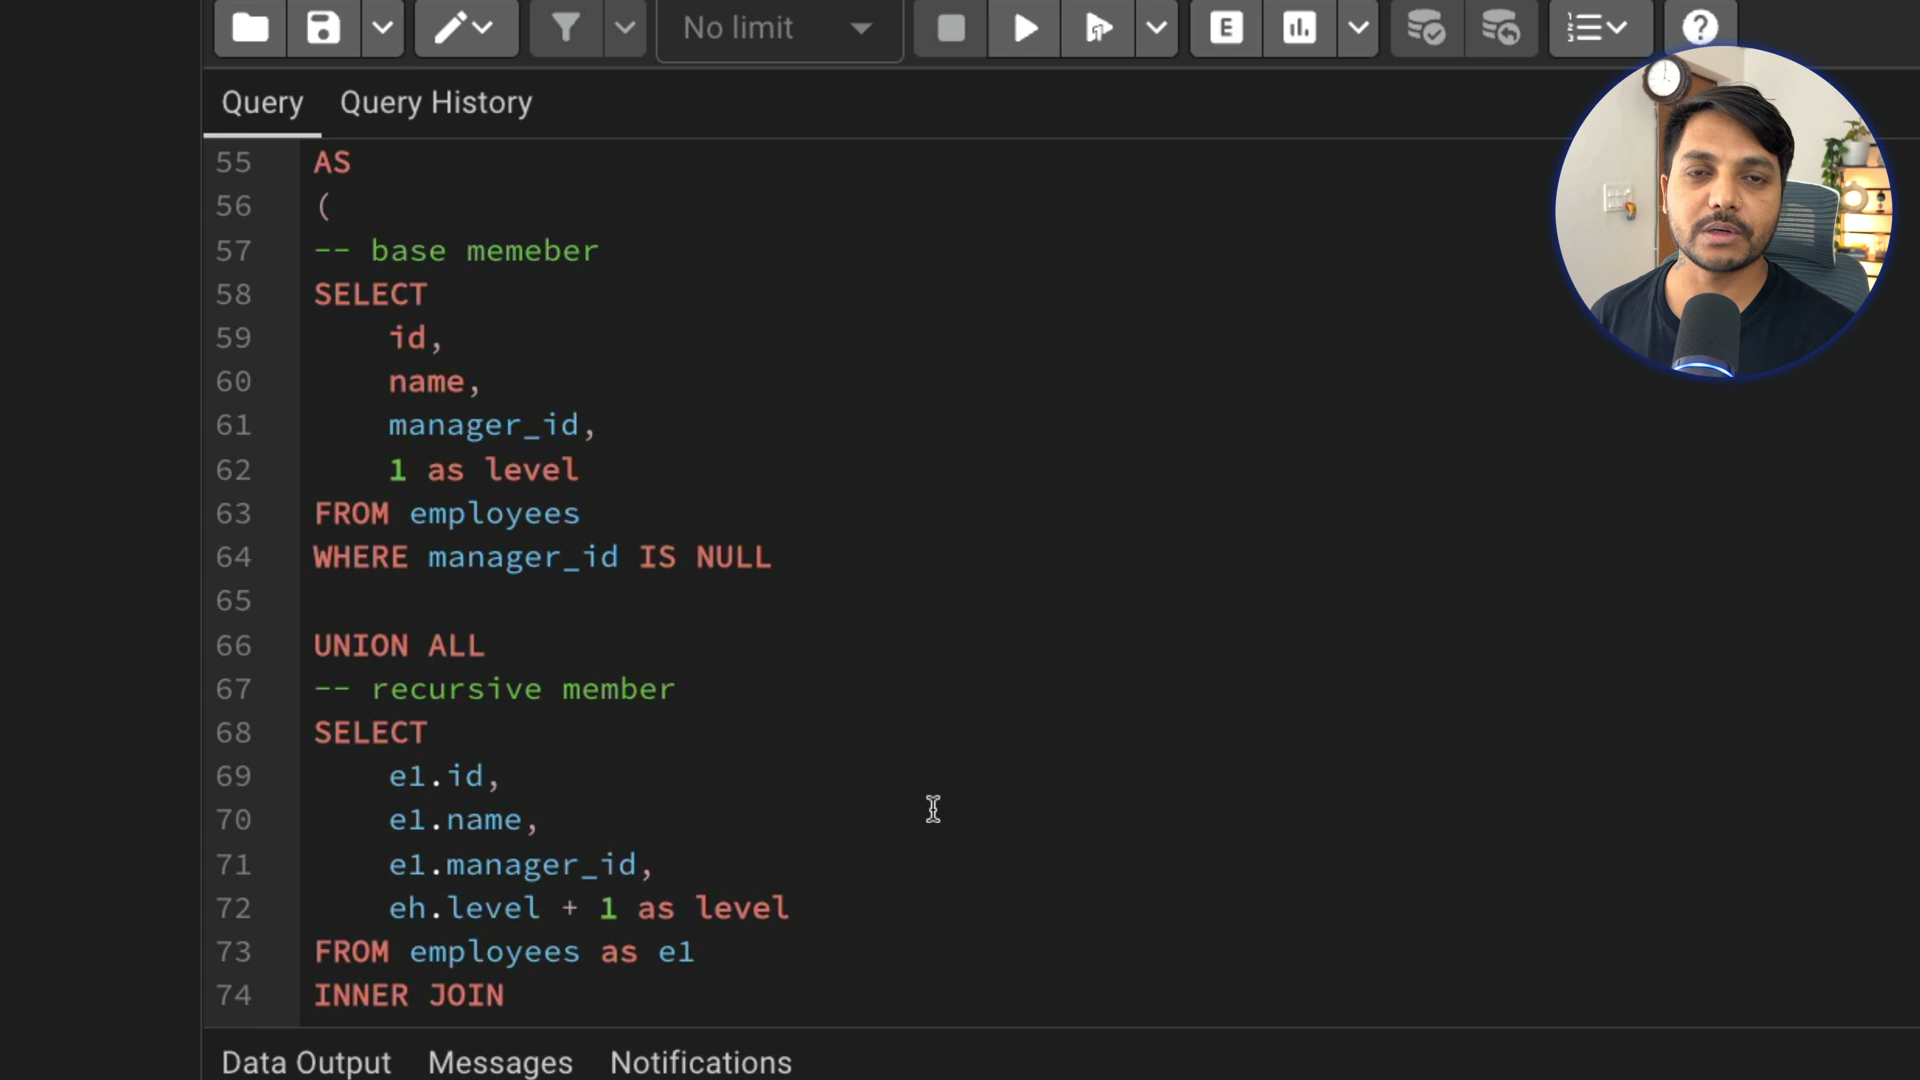 No limit
E
Query Query History
55 AS
56 (
57 -- base memeber
58 SELECT
59 id,
60 name,
61 manager_id,
62 1 as level
63 FROM employees
64 WHERE manager_id IS NULL
65
66 UNION ALL
67 -- recursive member
68 SELECT
69 e1.id,
70 e1.name,
71 e1.manager_id,
72 eh.level + 1 as level
73 FROM employees as e1
74 INNER JOIN
Data Output Messages Notifications